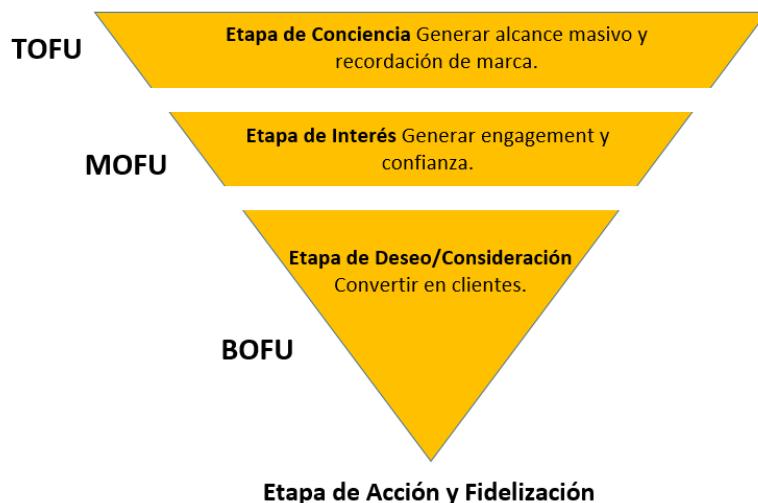 TOFU
Etapa de Conciencia Generar alcance masivo y
recordación de marca.
MOFU
Etapa de Interés Generar engagement y
confianza.
Etapa de Deseo/Consideración
Convertir en clientes.
BOFU
Etapa de Acción y Fidelización